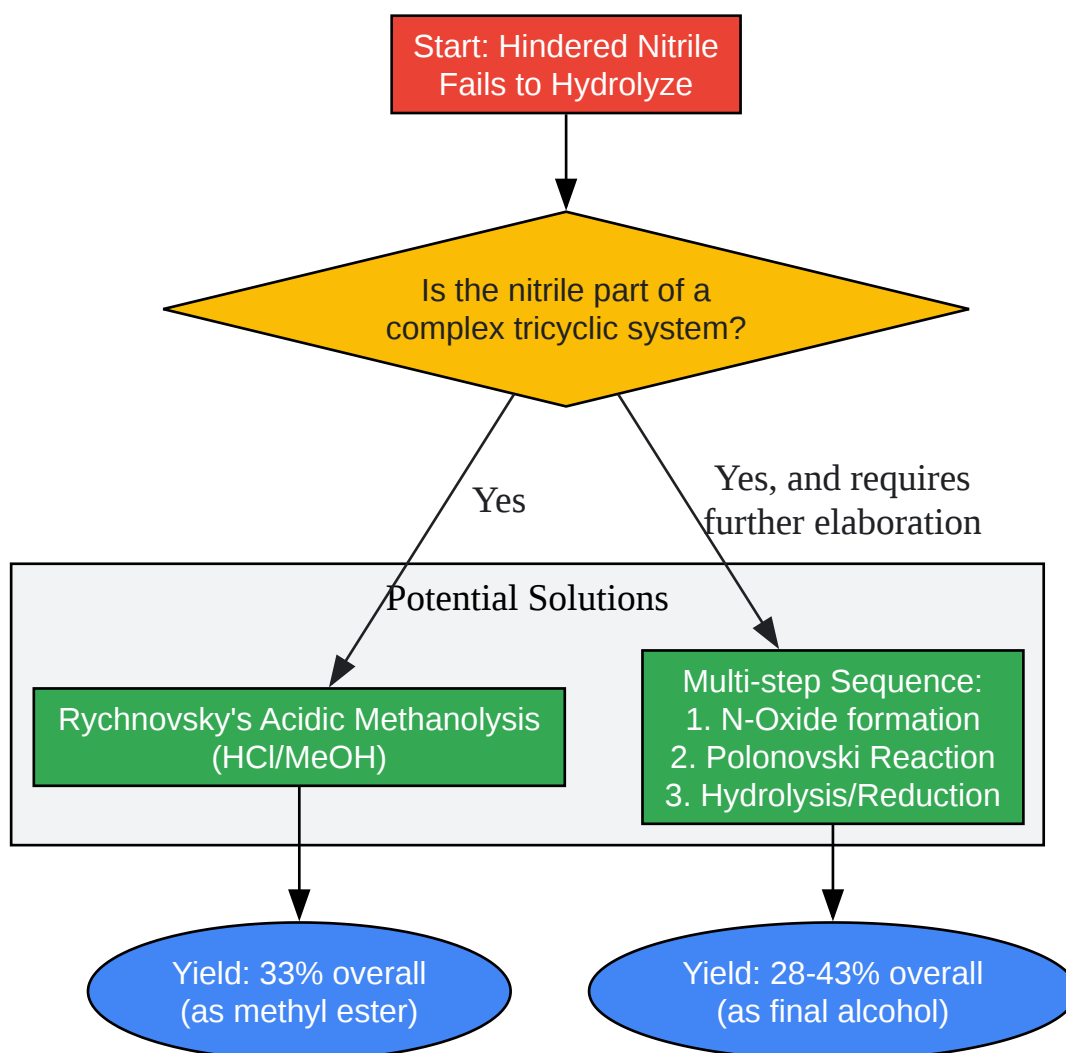 Start: Hindered Nitrile
Fails to Hydrolyze
Is the nitrile part of a
complex tricyclic system?
Yes
Yes, and requires
further elaboration
Potential Solutions
Rychnovsky's Acidic Methanolysis
(HCl/MeOH)
Multi-step Sequence:
1. N-Oxide formation
2. Polonovski Reaction
3. Hydrolysis/Reduction
Yield: 33% overall
(as methyl ester)
Yield: 28-43% overall
(as final alcohol)